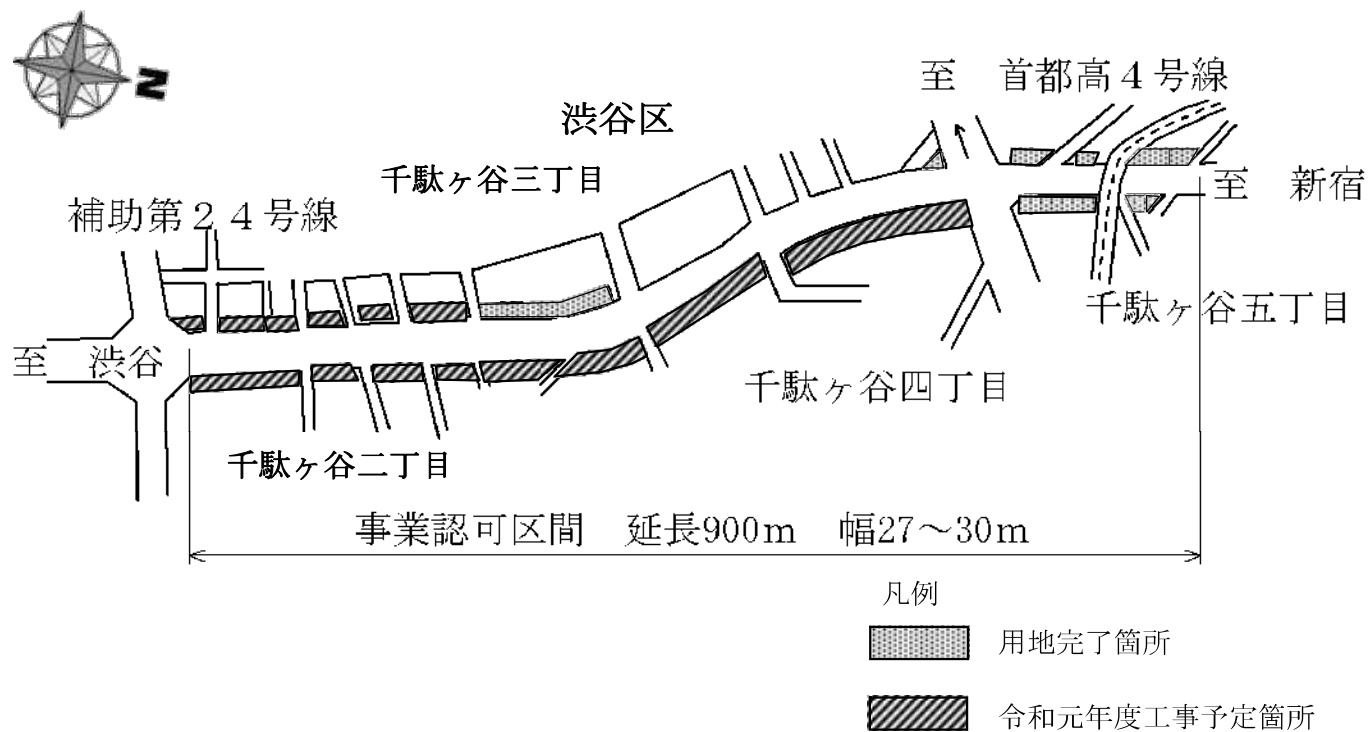 N
至　首都高４号線
渋谷区
千駄ヶ谷三丁目
至　新宿
補助第２４号線
千駄ヶ谷五丁目
至　渋谷
千駄ヶ谷四丁目
千駄ヶ谷二丁目
事業認可区間　延長900m　幅27～30m
凡例
用地完了箇所
令和元年度工事予定箇所